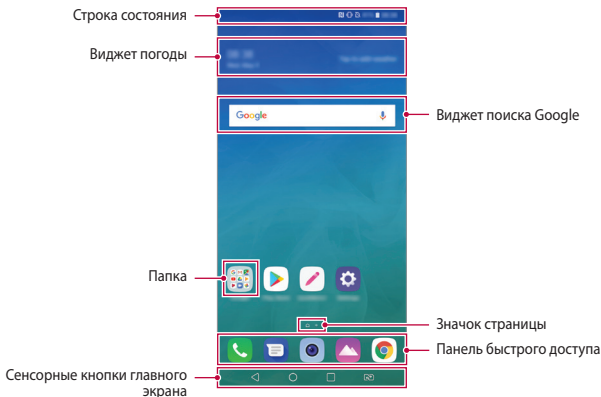 Строка состояния
Виджет погоды
Google
Виджет поиска Google
Папка
Значок страницы
Панель быстрого доступа
Сенсорные кнопки главного
экрана